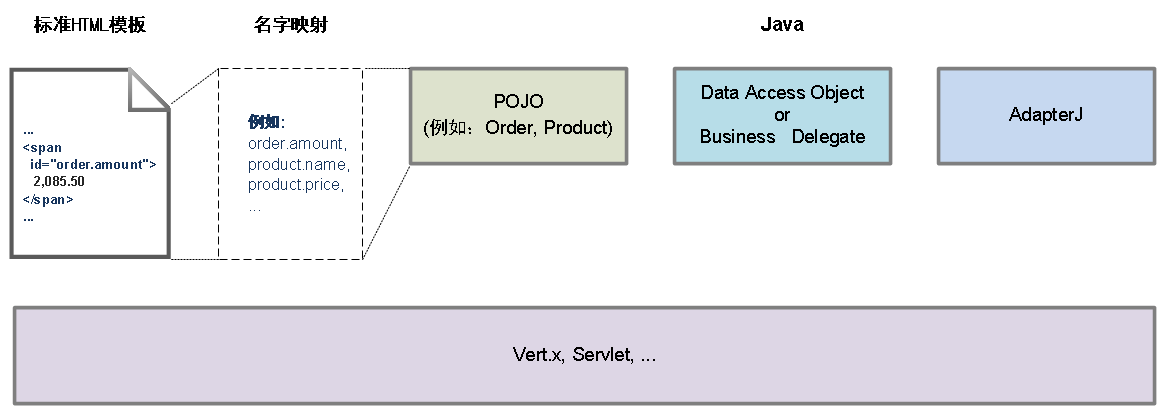 标准HTML模板
名字映射
Java
...
<span
id="order.amount">
2,085.50
</span>
...
例如:
order.amount,
product.name,
product.price,
...
POJO
(例如：Order, Product)
Data Access Object
or
Business Delegate
AdapterJ
Vert.x, Servlet, ...